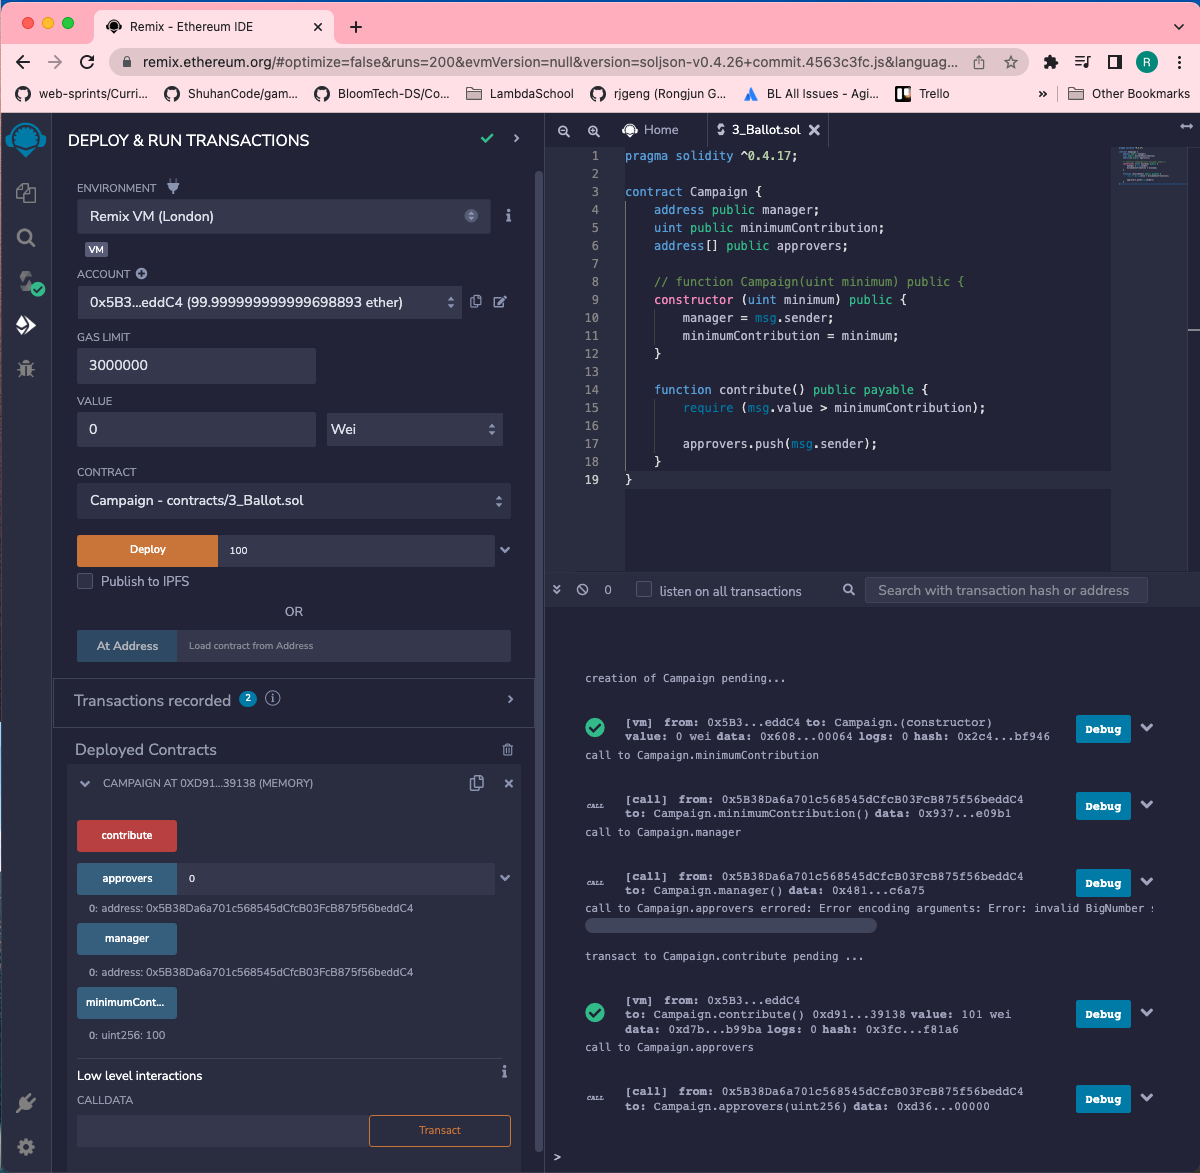 Remix - Ethereum IDE
remix.ethereum.org/#optimize=false&runs=200&evmVersion=null&version=soljson-v0.4.26+commit.4563c3fc.js&languag...
R
web-sprints/Curri...
ShuhanCode/gam...
BloomTech-DS/Co...
LambdaSchool
rjgeng (Rongjun G...
BL All Issues - Agi...
Trello
»
Other Bookmarks
DEPLOY & RUN TRANSACTIONS
ENVIRONMENT
Remix VM (London)
VM
ACCOUNT
0x5B3...eddC4 (99.999999999999698893 ether)
GAS LIMIT
3000000
VALUE
0
Wei
CONTRACT
Campaign - contracts/3_Ballot.sol
Deploy
100
Publish to IPFS
OR
At Address
Load contract from Address
Transactions recorded 2 i
Deployed Contracts
CAMPAIGN AT 0XD91...39138 (MEMORY)
contribute
approvers
0
0: address: 0x5B38Da6a701c568545dCfcB03FcB875f56beddC4
manager
0: address: 0x5B38Da6a701c568545dCfcB03FcB875f56beddC4
minimumCont...
0: uint256: 100
Low level interactions
CALLDATA
Transact
Home
3_Ballot.sol
1 pragma solidity ^0.4.17;
2
3 contract Campaign {
4 address public manager;
5 uint public minimumContribution;
6 address[] public approvers;
7
8 // function Campaign(uint minimum) public {
9 constructor (uint minimum) public {
10 manager = msg.sender;
11 minimumContribution = minimum;
12 }
13
14 function contribute() public payable {
15 require (msg.value > minimumContribution);
16
17 approvers.push(msg.sender);
18 }
19 }
0
listen on all transactions
Search with transaction hash or address
creation of Campaign pending...
[vm] from: 0x5B3...eddC4 to: Campaign.(constructor)
value: 0 wei data: 0x608...00064 logs: 0 hash: 0x2c4...bf946
Debug
call to Campaign.minimumContribution
CALL
[call] from: 0x5B38Da6a701c568545dCfcB03FcB875f56beddC4
to: Campaign.minimumContribution() data: 0x937...e09b1
Debug
call to Campaign.manager
CALL
[call] from: 0x5B38Da6a701c568545dCfcB03FcB875f56beddC4
to: Campaign.manager() data: 0x481...c6a75
Debug
call to Campaign.approvers errored: Error encoding arguments: Error: invalid BigNumber
transact to Campaign.contribute pending ...
[vm] from: 0x5B3...eddC4
to: Campaign.contribute() 0xd91...39138 value: 101 wei
data: 0xd7b...b99ba logs: 0 hash: 0x3fc...f81a6
Debug
call to Campaign.approvers
CALL
[call] from: 0x5B38Da6a701c568545dCfcB03FcB875f56beddC4
to: Campaign.approvers(uint256) data: 0xd36...00000
Debug
>